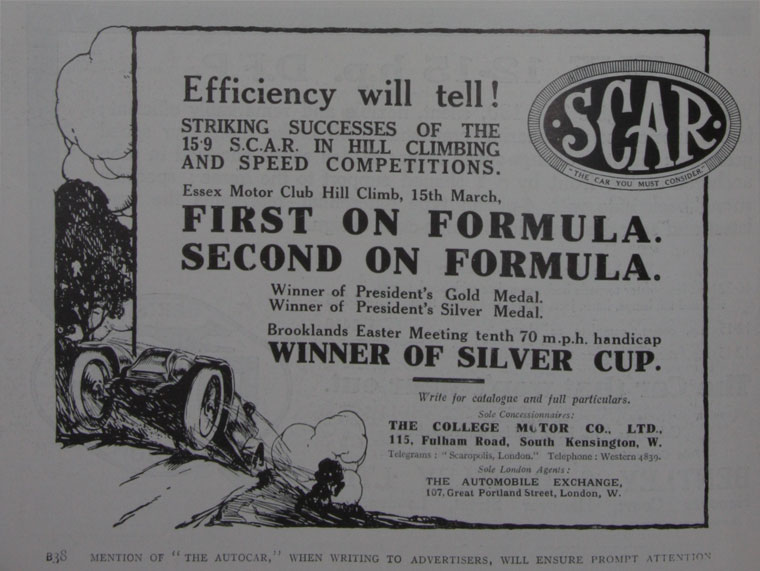 Efficiency will tell!
SCAR
"THE CAR YOU MUST CONSIDER"
STRIKING SUCCESSES OF THE
15·9 S.C.A.R. IN HILL CLIMBING
AND SPEED COMPETITIONS.
Essex Motor Club Hill Climb, 15th March,
FIRST ON FORMULA.
SECOND ON FORMULA.
Winner of President's Gold Medal.
Winner of President's Silver Medal.
Brooklands Easter Meeting tenth 70 m.p.h. handicap
WINNER OF SILVER CUP.
Write for catalogue and full particulars.
Sole Concessionnaires:
THE COLLEGE MOTOR CO., LTD.,
115, Fulham Road, South Kensington, W.
Telegrams: "Scaropolis, London." Telephone: Western 4839.
Sole London Agents:
THE AUTOMOBILE EXCHANGE,
107, Great Portland Street, London, W.
B38 MENTION OF "THE AUTOCAR," WHEN WRITING TO ADVERTISERS, WILL ENSURE PROMPT ATTENTION